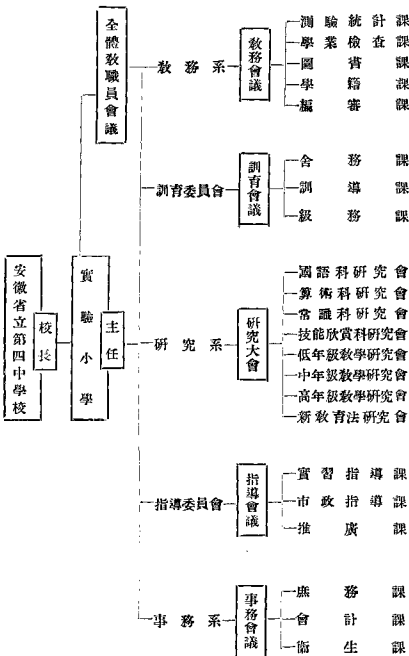 全體教職員會議
教務系
教務會議
測驗統計課
學業檢查課
圖書課
學籍課
編審課
訓育委員會
訓育會議
舍務課
訓導課
級務課
安徽省立第四中學校
校長
實驗小學
主任
研究系
研究大會
國語科研究會
算術科研究會
常識科研究會
技能欣賞科研究會
低年級敎學研究會
中年級敎學研究會
高年級敎學研究會
新敎育法研究會
指導委員會
指導會議
實習指導課
市政指導課
推廣課
事務系
事務會議
庶務課
會計課
衛生課